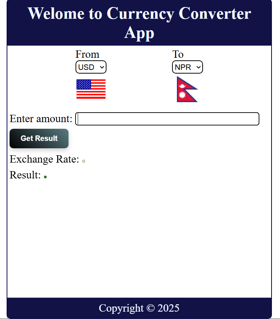 Welome to Currency Converter
App
From To
USD NPR
Enter amount:
Get Result
Exchange Rate:
Result:
Copyright © 2025